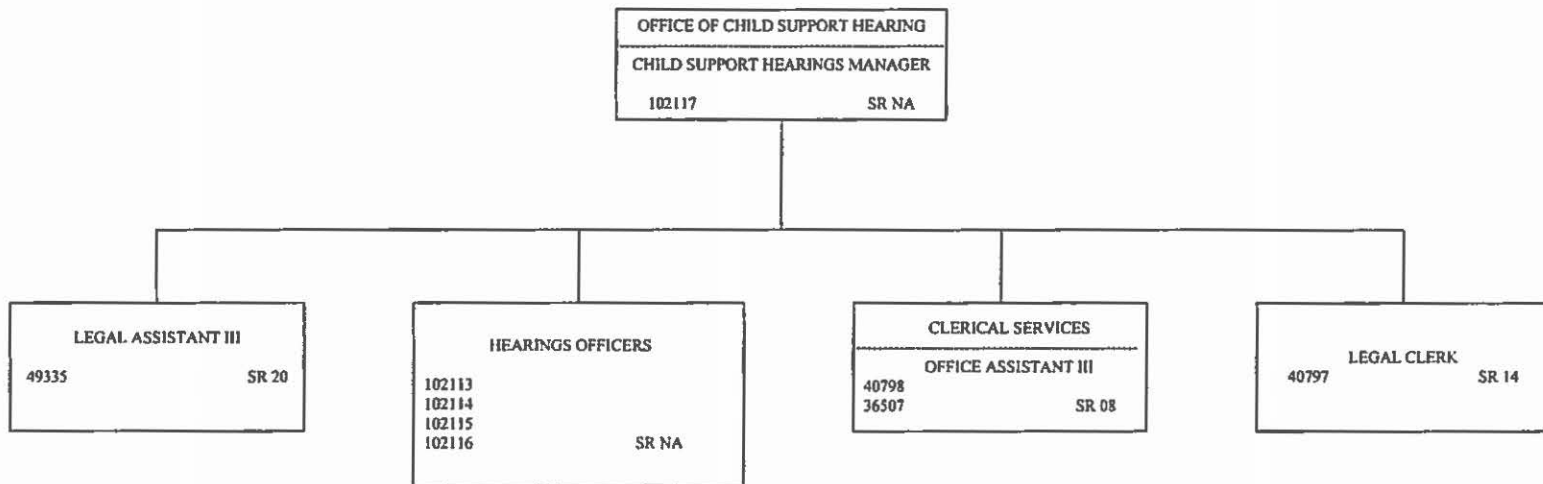 OFFICE OF CHILD SUPPORT HEARING
CHILD SUPPORT HEARINGS MANAGER
102117 SR NA
LEGAL ASSISTANT III
49335 SR 20
HEARINGS OFFICERS
102113
102114
102115
102116 SR NA
CLERICAL SERVICES
OFFICE ASSISTANT III
40798
36507 SR 08
LEGAL CLERK
40797 SR 14